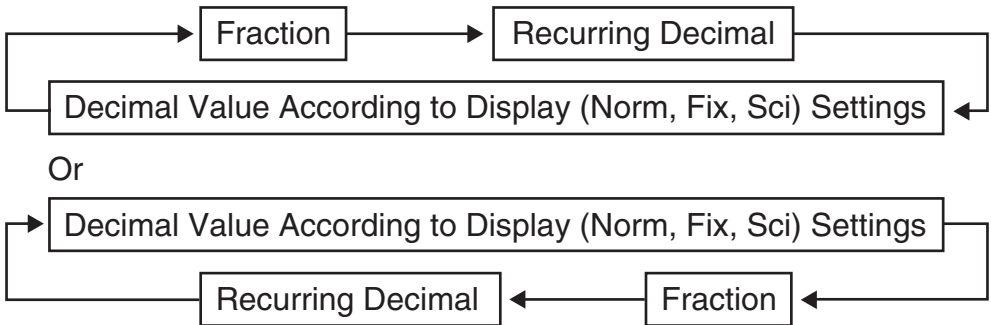 Fraction Recurring Decimal
Decimal Value According to Display (Norm, Fix, Sci) Settings
Or
Decimal Value According to Display (Norm, Fix, Sci) Settings
Recurring Decimal Fraction